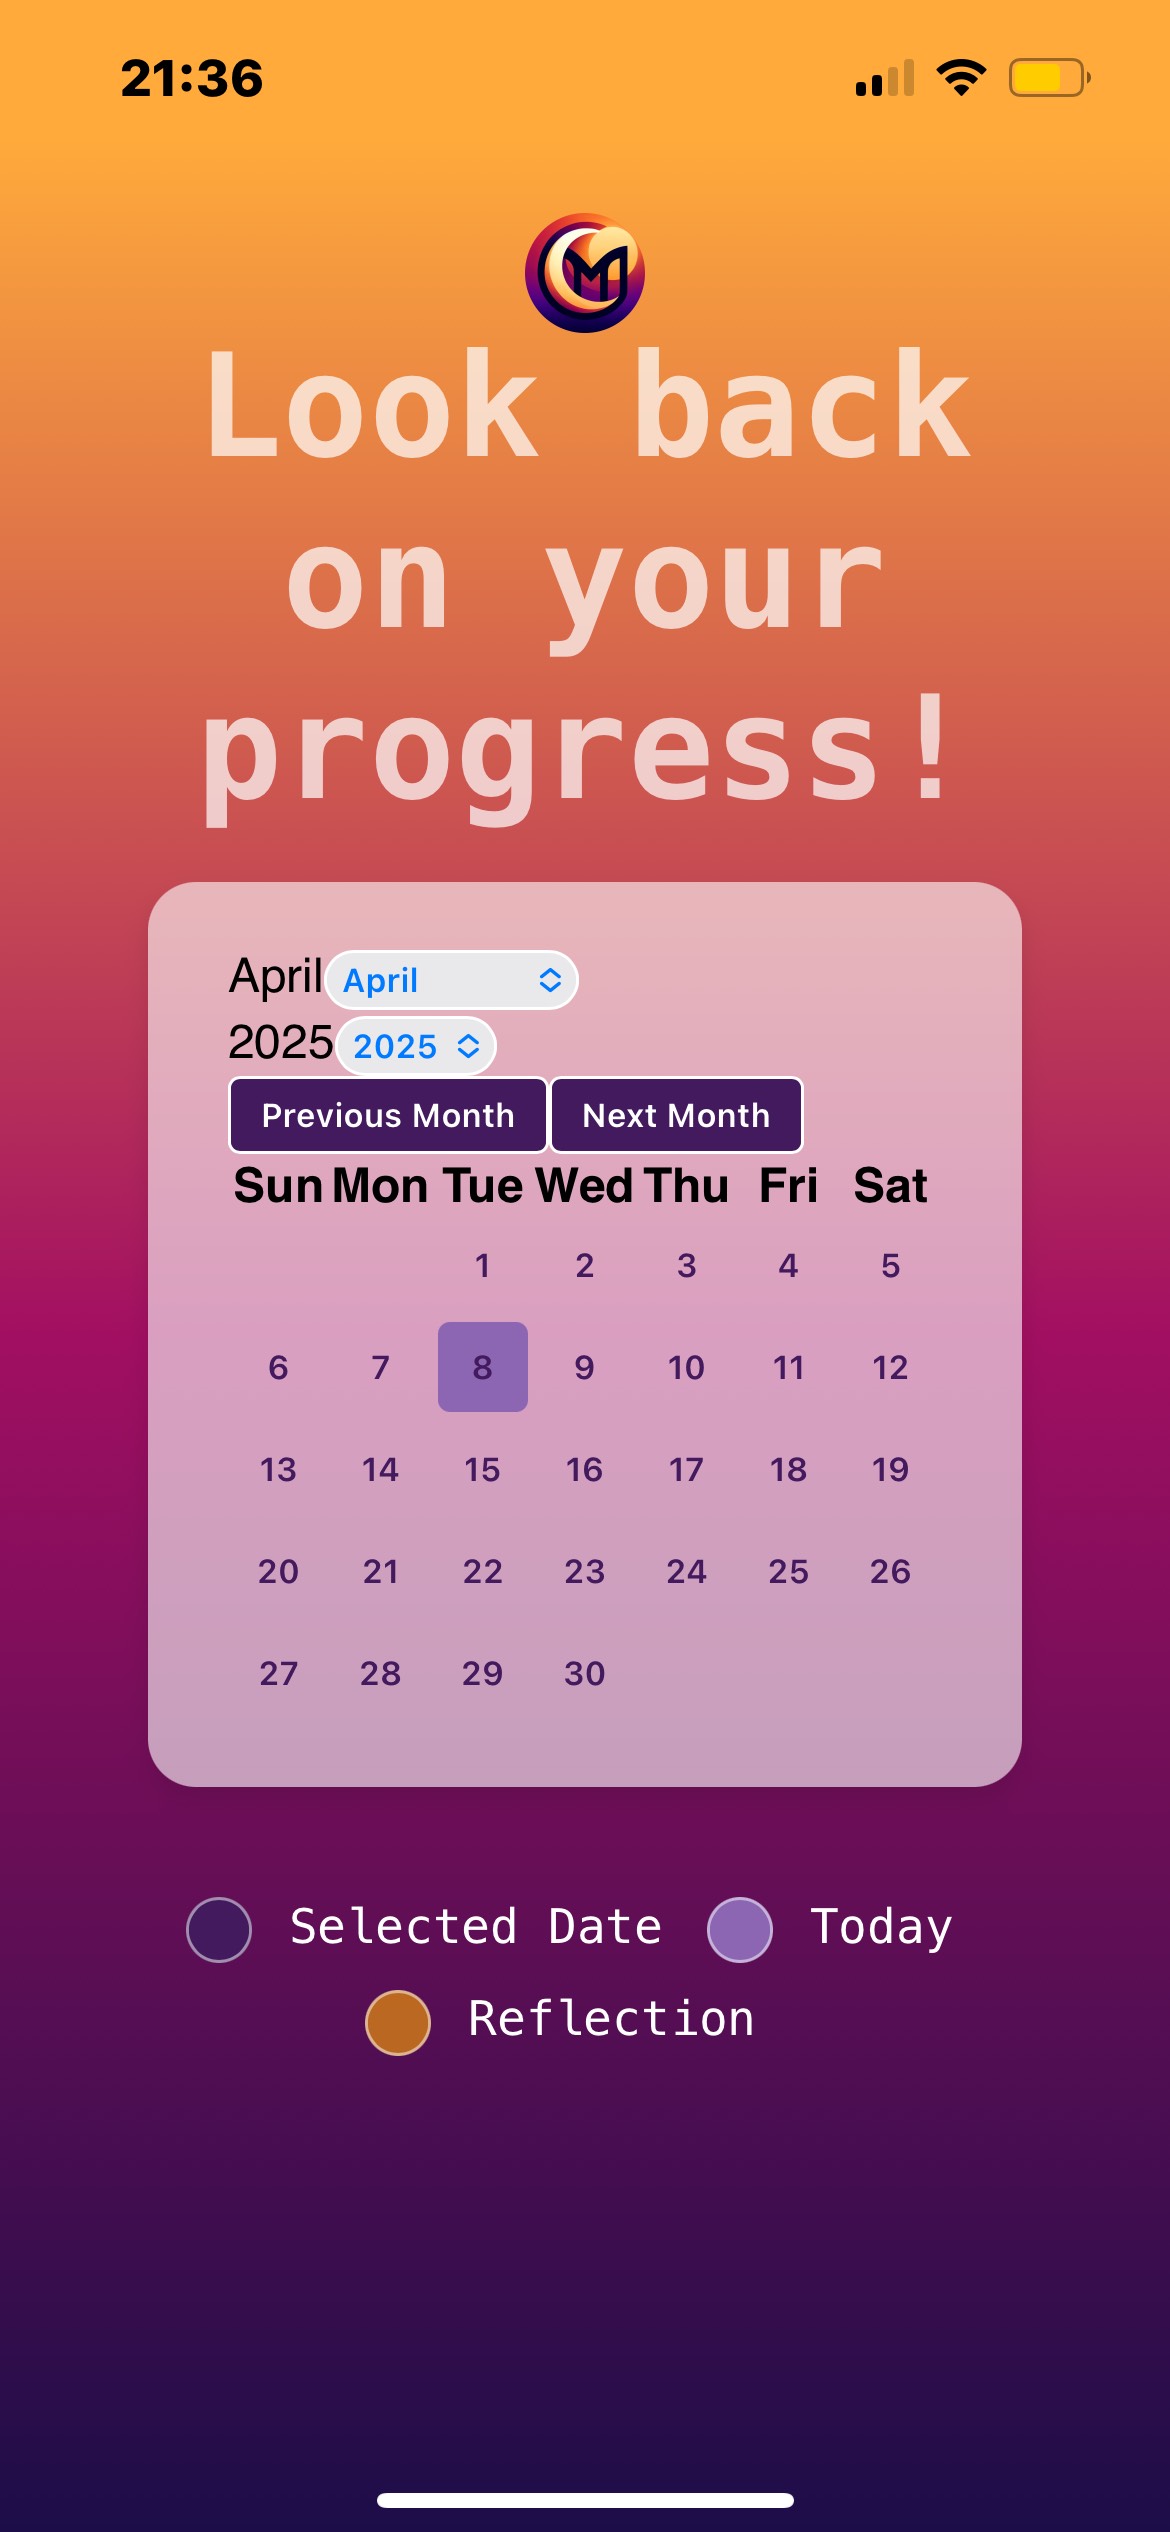 21:36
M
Look back
on your
progress!
April April
2025 2025
Previous Month Next Month
Sun Mon Tue Wed Thu Fri Sat
1 2 3 4 5
6 7 8 9 10 11 12
13 14 15 16 17 18 19
20 21 22 23 24 25 26
27 28 29 30
Selected Date Today
Reflection